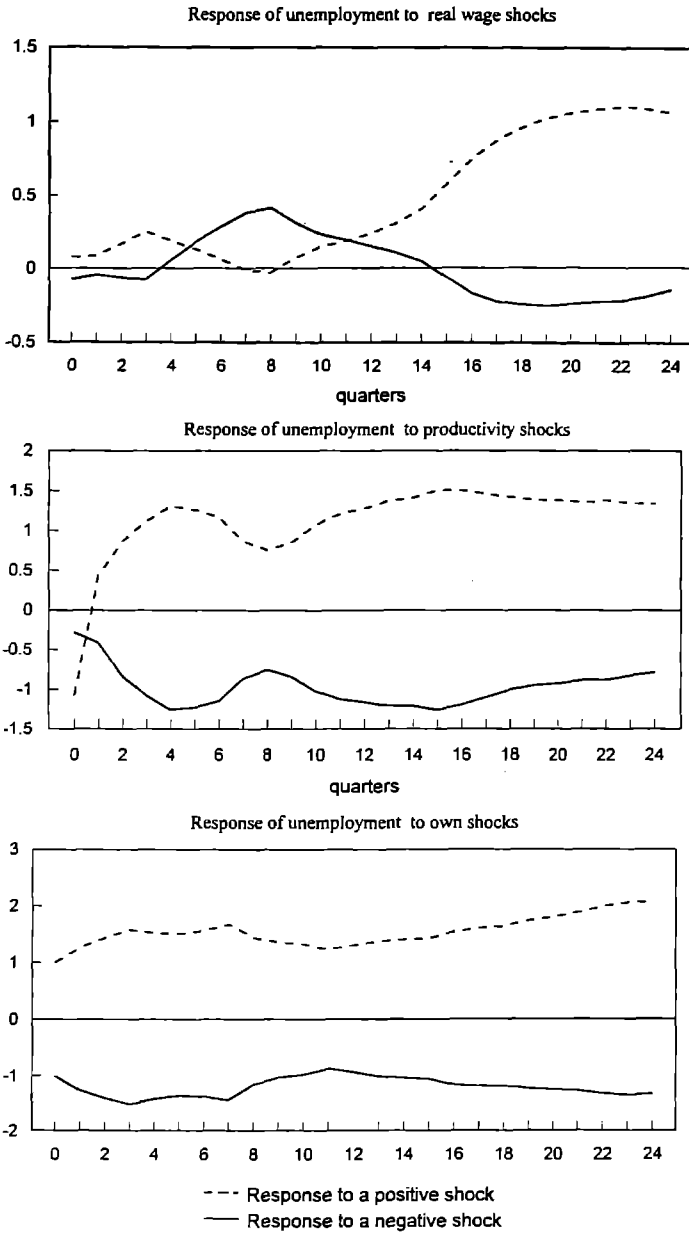 Response of unemployment to real wage shocks
1.5
1
0.5
0
-0.5
0 2 4 6 8 10 12 14 16 18 20 22 24
quarters
Response of unemployment to productivity shocks
2
1.5
1
0.5
0
-0.5
-1
-1.5
0 2 4 6 8 10 12 14 16 18 20 22 24
quarters
Response of unemployment to own shocks
3
2
1
0
-1
-2
0 2 4 6 8 10 12 14 16 18 20 22 24
Response to a positive shock
Response to a negative shock